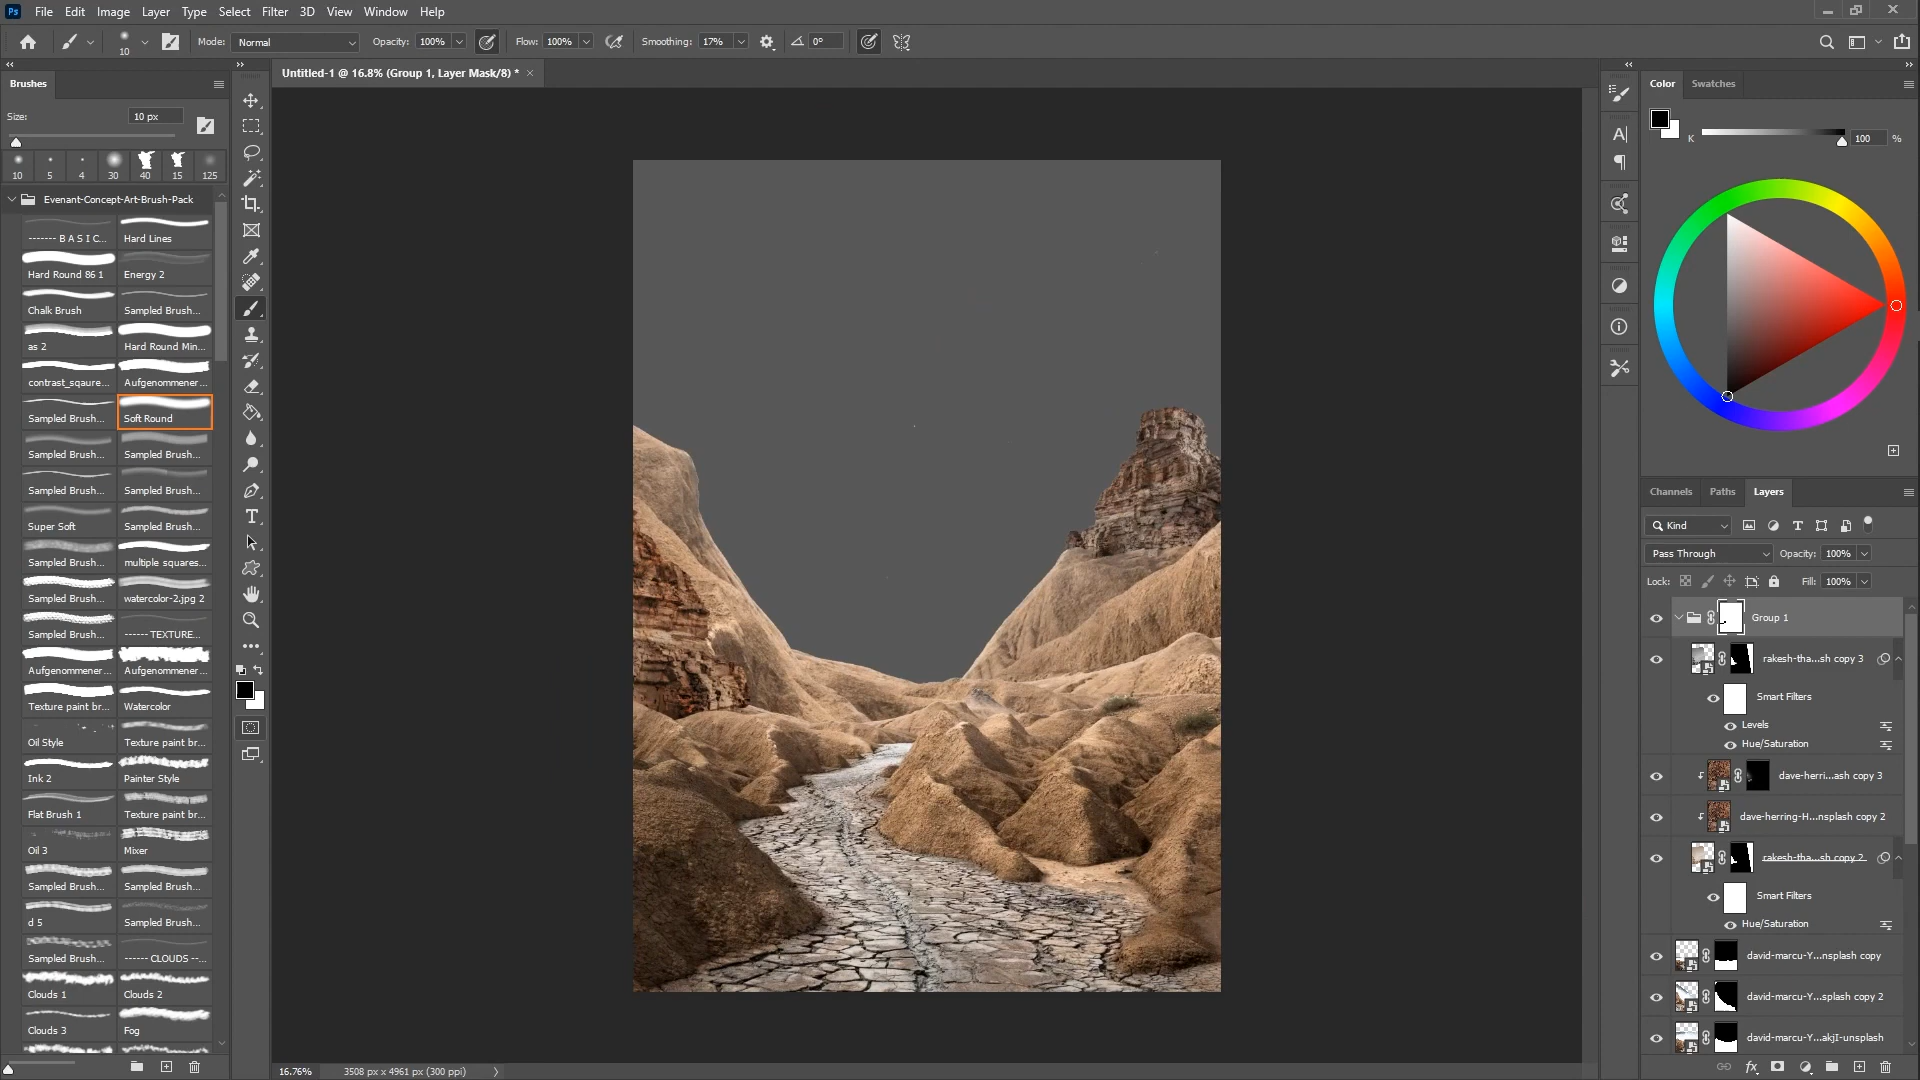 Ps File Edit Image Layer Type Select Filter 3D View Window Help
10 Mode: Normal Opacity: 100% Flow: 100% Smoothing: 17% 0°
Untitled-1 @ 16.8% (Group 1, Layer Mask/8) * ×
Brushes
Size: 10 px
10 5 4 30 40 15 125
Evenant-Concept-Art-Brush-Pack
------- B A S I C... Hard Lines
Hard Round 86 1 Energy 2
Chalk Brush Sampled Brush...
as 2 Hard Round Min...
contrast_sqaure... Aufgenommener...
Sampled Brush... Soft Round
Sampled Brush... Sampled Brush...
Sampled Brush... Sampled Brush...
Super Soft Sampled Brush...
Sampled Brush... multiple squares...
Sampled Brush... watercolor-2.jpg 2
Sampled Brush... ------ TEXTURE...
Aufgenommener... Aufgenommener...
Texture paint br... Watercolor
Oil Style Texture paint br...
Ink 2 Painter Style
Flat Brush 1 Texture paint br...
Oil 3 Mixer
Sampled Brush... Sampled Brush...
d 5 Sampled Brush...
Sampled Brush... ------ CLOUDS --...
Clouds 1 Clouds 2
Clouds 3 Fog
16.76% 3508 px x 4961 px (300 ppi)
Color Swatches
K 100 %
Channels Paths Layers
Kind
Pass Through Opacity: 100%
Lock: Fill: 100%
Group 1
rakesh-tha...sh copy 3
Smart Filters
Levels
Hue/Saturation
dave-herri...ash copy 3
dave-herring-H...nsplash copy 2
rakesh-tha...sh copy 2
Smart Filters
Hue/Saturation
david-marcu-Y...nsplash copy
david-marcu-Y...splash copy 2
david-marcu-Y...akjI-unsplash